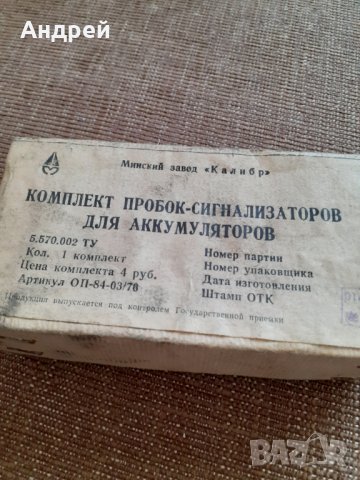 Андрей
Минский завод «Калибр»
КОМПЛЕКТ ПРОБОК-СИГНАЛИЗАТОРОВ
ДЛЯ АККУМУЛЯТОРОВ
5.570.002 ТУ
Кол. 1 комплект
Цена комплекта 4 руб.
Артикул ОП-84-03/76
Номер партии
Номер упаковщика
Дата изготовления
Штамп ОТК
Продукция выпускается под контролем Государственной приемки
bazar